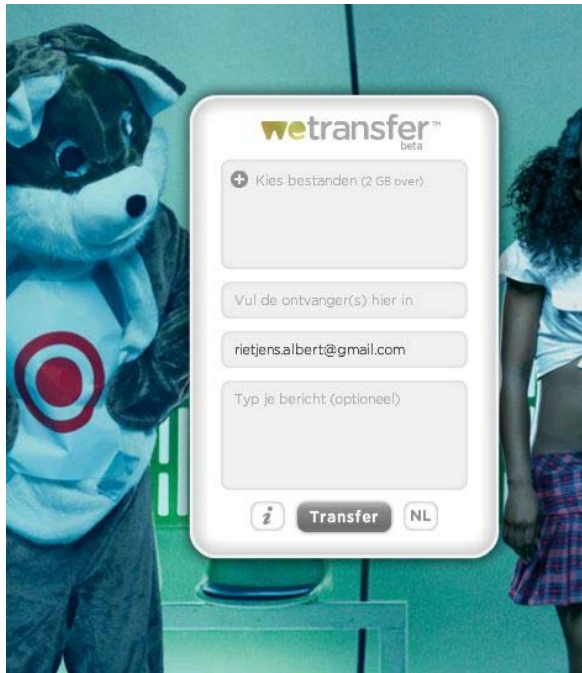 wetransfer™
beta
Kies bestanden (2 GB over)
Vul de ontvanger(s) hier in
rietjens.albert@gmail.com
Typ je bericht (optioneel)
i Transfer NL